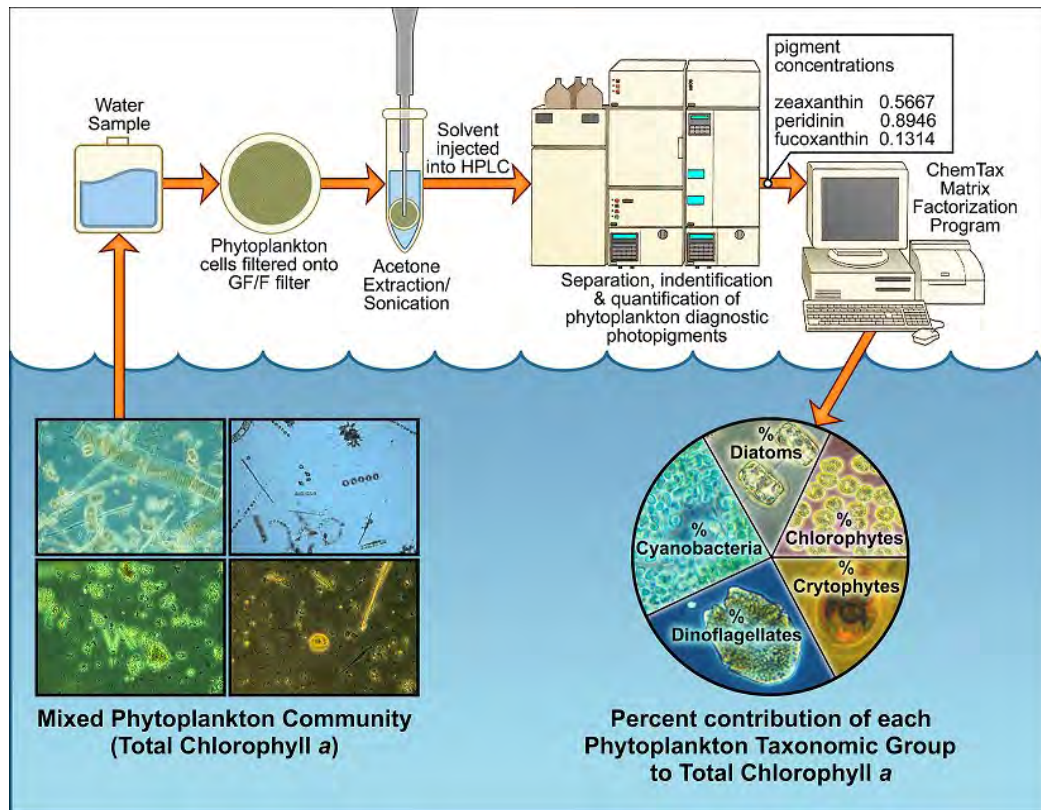 Water
Sample
Phytoplankton
cells filtered onto
GF/F filter
Acetone
Extraction/
Sonication
Solvent
injected
into HPLC
Separation, indentification
& quantification of
phytoplankton diagnostic
photopigments
pigment
concentrations
zeaxanthin 0.5667
peridinin 0.8946
fucoxanthin 0.1314
ChemTax
Matrix
Factorization
Program
Mixed Phytoplankton Community
(Total Chlorophyll a)
%
Diatoms
%
Chlorophytes
%
Crytophytes
%
Dinoflagellates
%
Cyanobacteria
Percent contribution of each
Phytoplankton Taxonomic Group
to Total Chlorophyll a